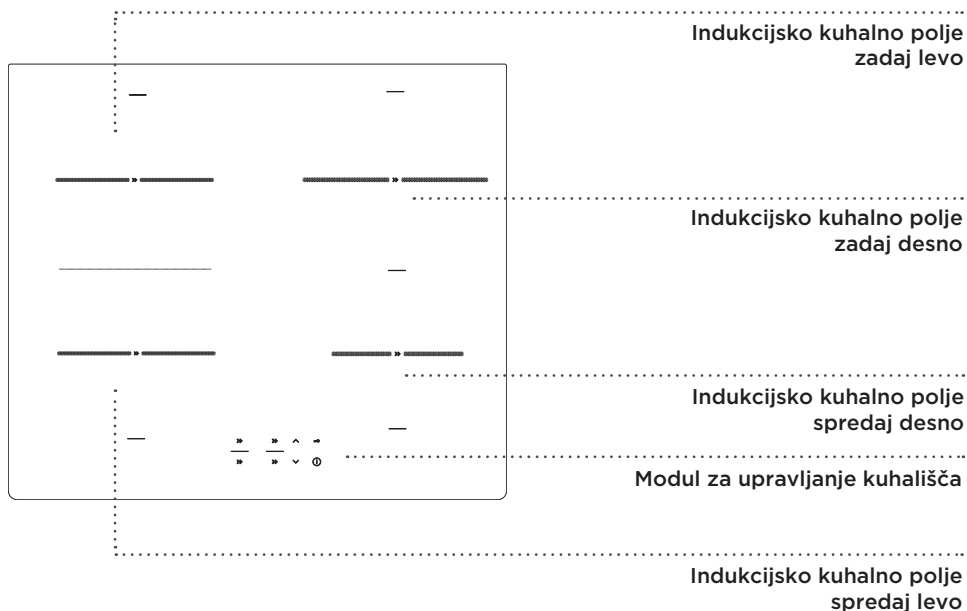 Indukcijsko kuhalno polje
zadaj levo
Indukcijsko kuhalno polje
zadaj desno
Indukcijsko kuhalno polje
spredaj desno
Modul za upravljanje kuhališča
Indukcijsko kuhalno polje
spredaj levo